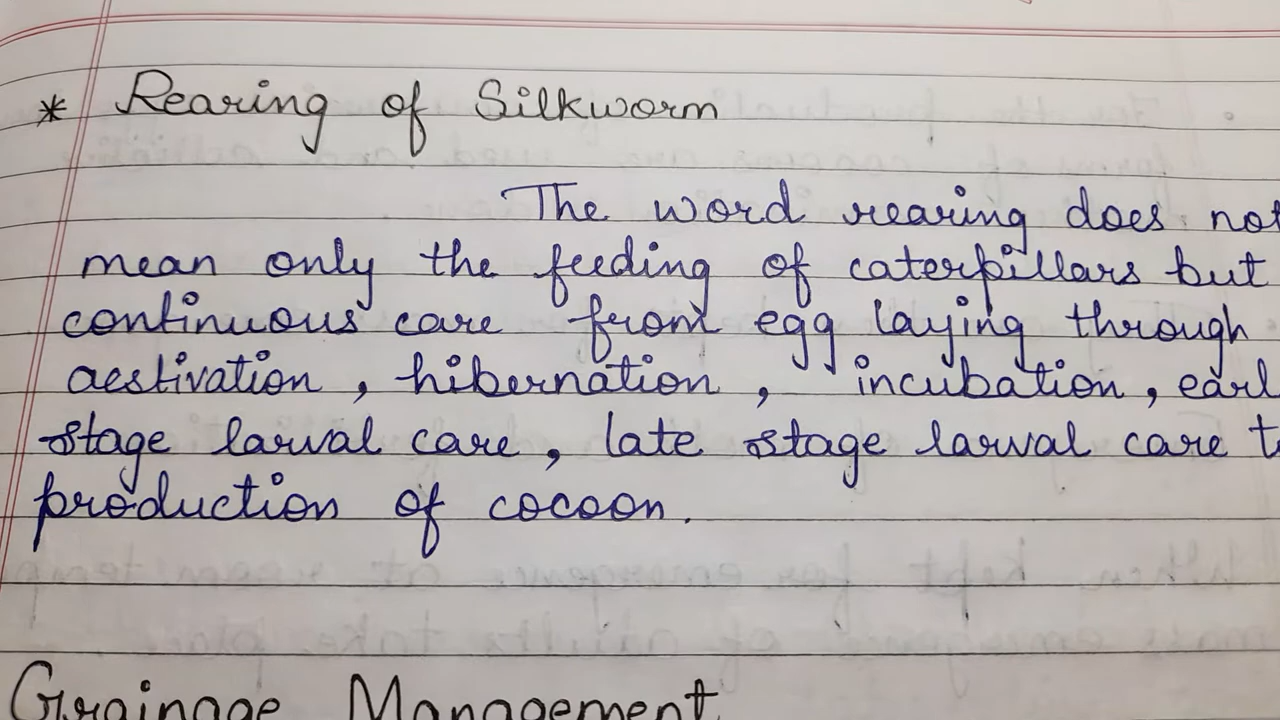 * Rearing of Silkworm
The word rearing does not
mean only the feeding of caterpillars but
continuous care from egg laying through
aestivation, hibernation, incubation, earl
stage larval care, late stage larval care t
production of cocoon.
Grainage Management